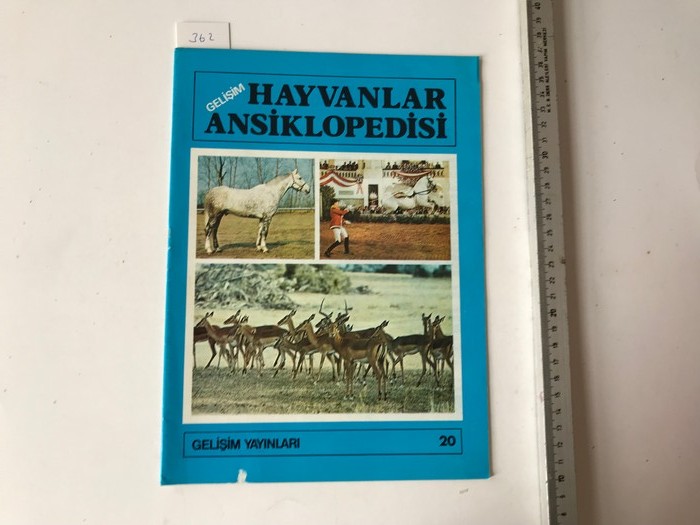 362
GELİŞİM
HAYVANLAR
ANSİKLOPEDİSİ
GELİŞİM YAYINLARI
20